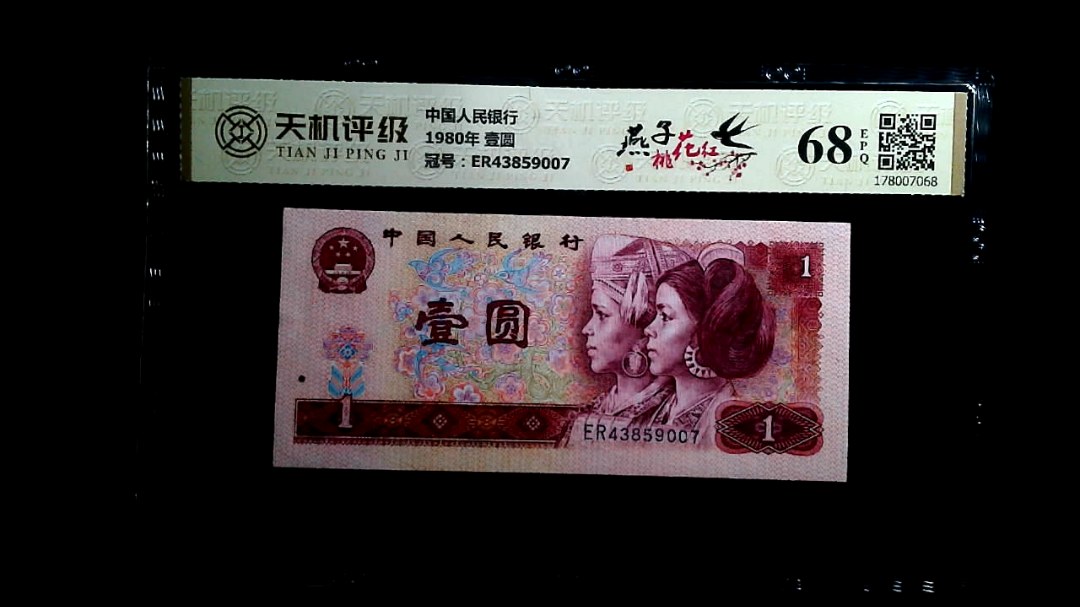 天机评级
TIAN JI PING JI
中国人民银行
1980年 壹圆
冠号：ER43859007
燕子
桃花红
68
EPQ
178007068
中国人民银行
1
壹圆
1
ER43859007
1